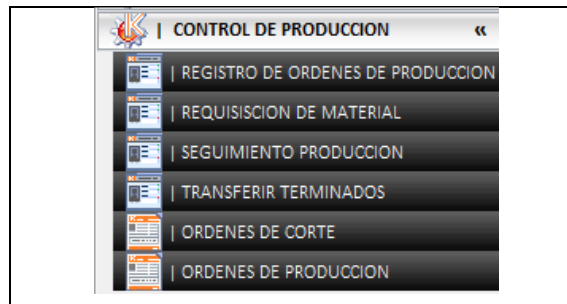 | CONTROL DE PRODUCCION «
| REGISTRO DE ORDENES DE PRODUCCION
| REQUISISCION DE MATERIAL
| SEGUIMIENTO PRODUCCION
| TRANSFERIR TERMINADOS
| ORDENES DE CORTE
| ORDENES DE PRODUCCION